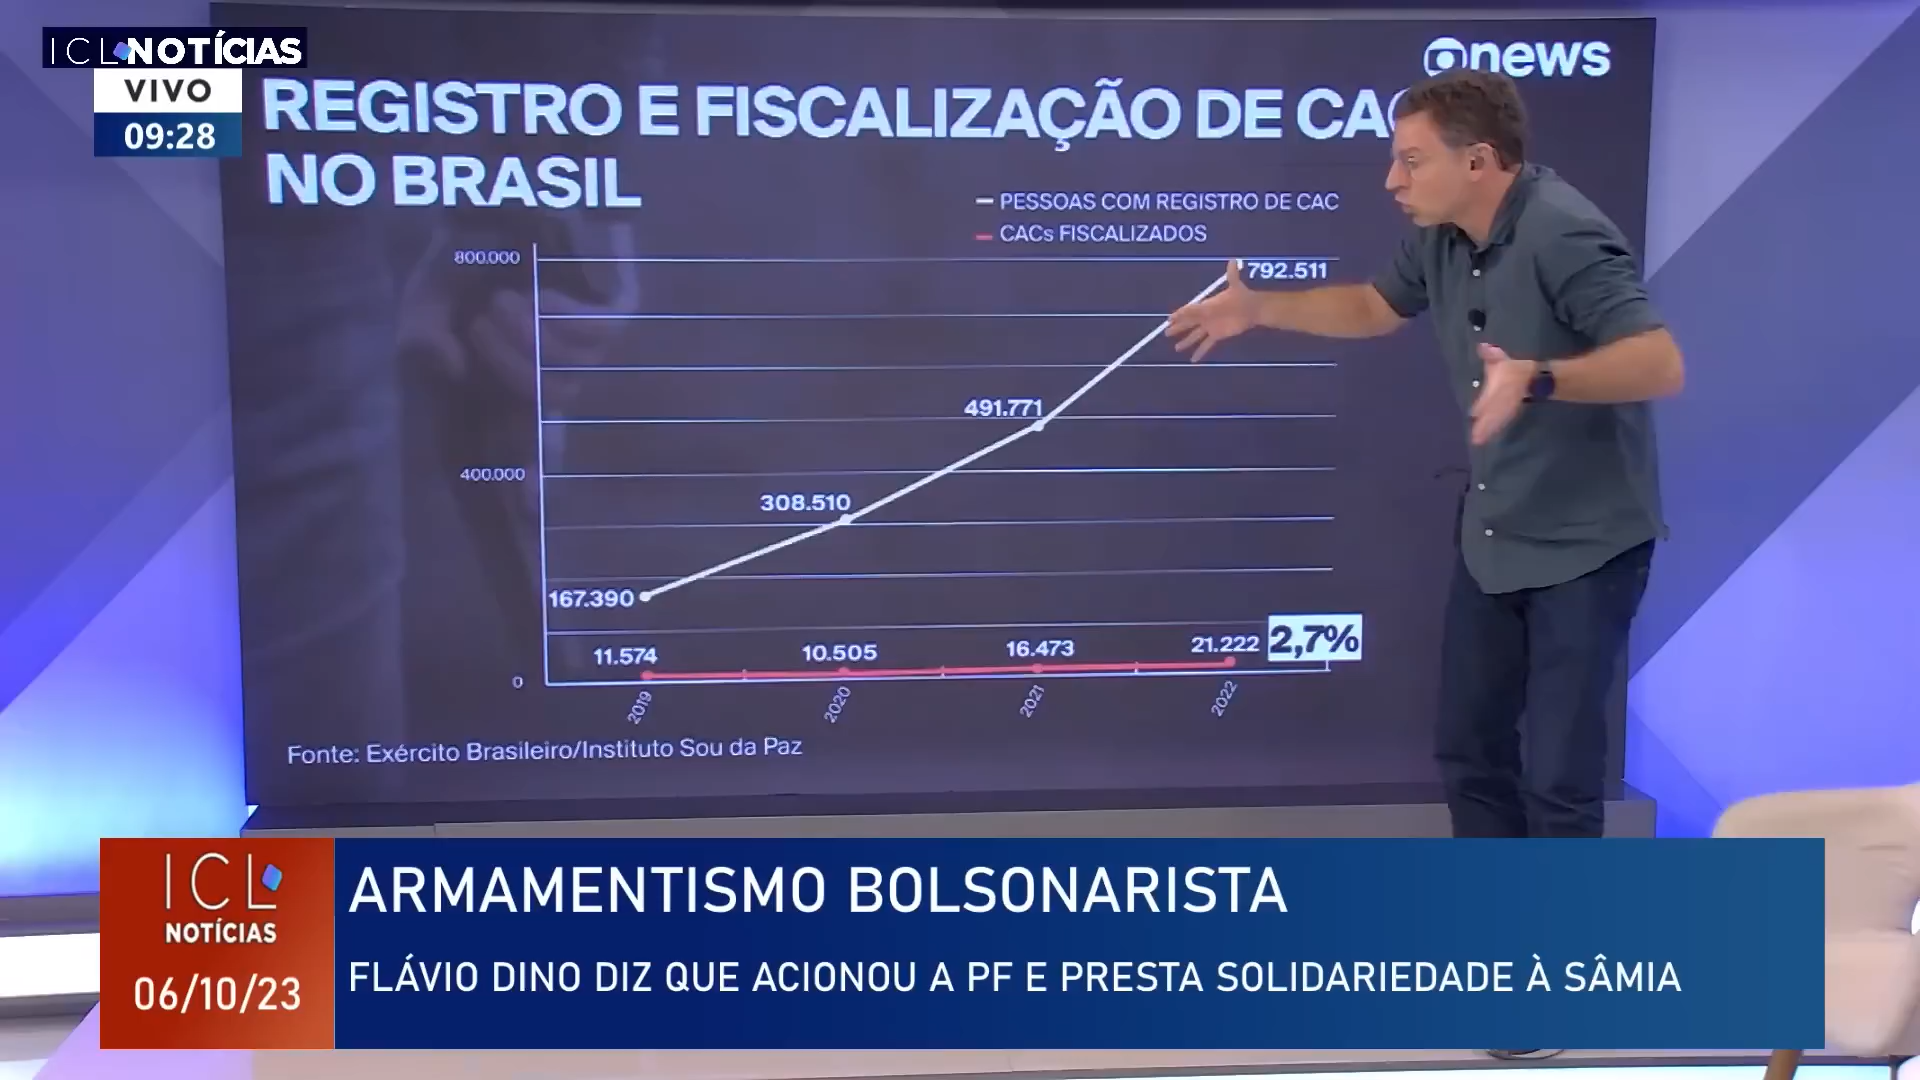 ICL NOTÍCIAS
VIVO
09:28
news
REGISTRO E FISCALIZAÇÃO DE
NO BRASIL
PESSOAS COM REGISTRO DE CAC
CACs FISCALIZADOS
800.000
792.511
491.771
400.000
308.510
167.390
11.574
10.505
16.473
21.222
2,7%
0
2019
2020
2021
2022
Fonte: Exército Brasileiro/Instituto Sou da Paz
ICL
NOTÍCIAS
06/10/23
ARMAMENTISMO BOLSONARISTA
FLÁVIO DINO DIZ QUE ACIONOU A PF E PRESTA SOLIDARIEDADE À SÂMIA